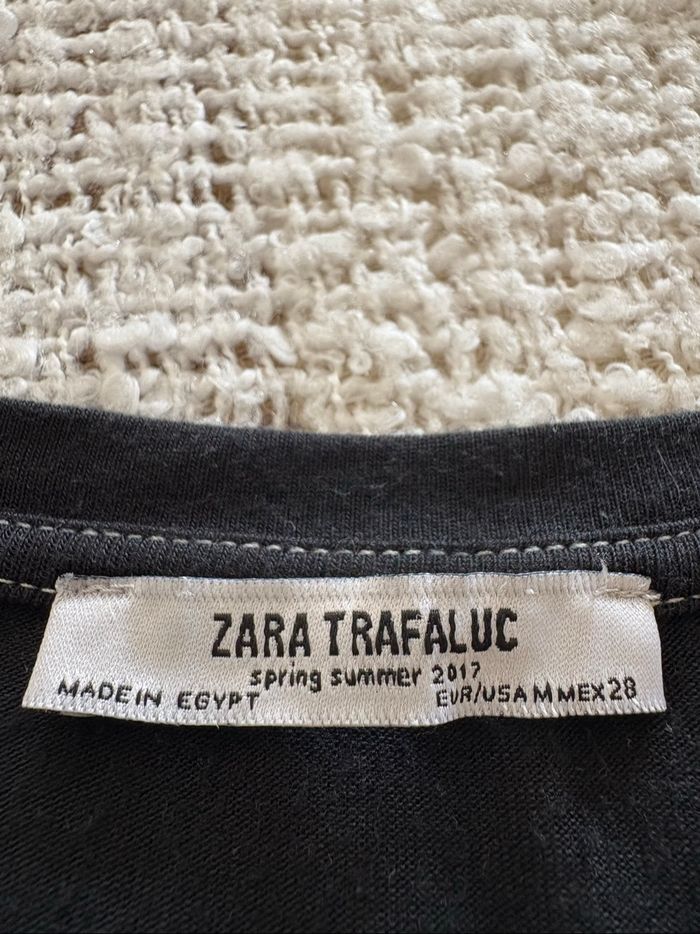 ZARA TRAFALUC
spring summer 2017
MADE IN EGYPT EUR/USA M MEX 28